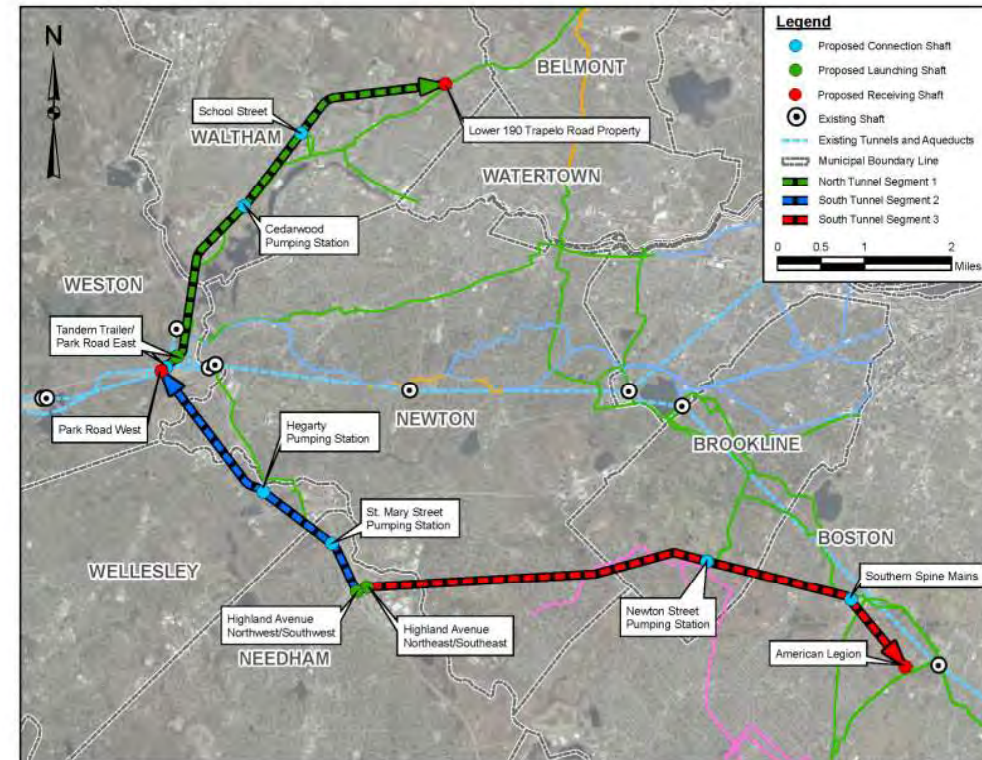 N
Legend
Proposed Connection Shaft
Proposed Launching Shaft
Proposed Receiving Shaft
Existing Shaft
Existing Tunnels and Aqueducts
Municipal Boundary Line
North Tunnel Segment 1
South Tunnel Segment 2
South Tunnel Segment 3
0 0.5 1 2
Miles
BELMONT
School Street
WALTHAM
Lower 190 Trapelo Road Property
WATERTOWN
Cedarwood
Pumping Station
WESTON
Tandem Trailer/
Park Road East
Park Road West
NEWTON
Hegarty
Pumping Station
BROOKLINE
St. Mary Street
Pumping Station
BOSTON
WELLESLEY
Southern Spine Mains
Newton Street
Pumping Station
Highland Avenue
Northwest/Southwest
Highland Avenue
Northeast/Southeast
NEEDHAM
American Legion